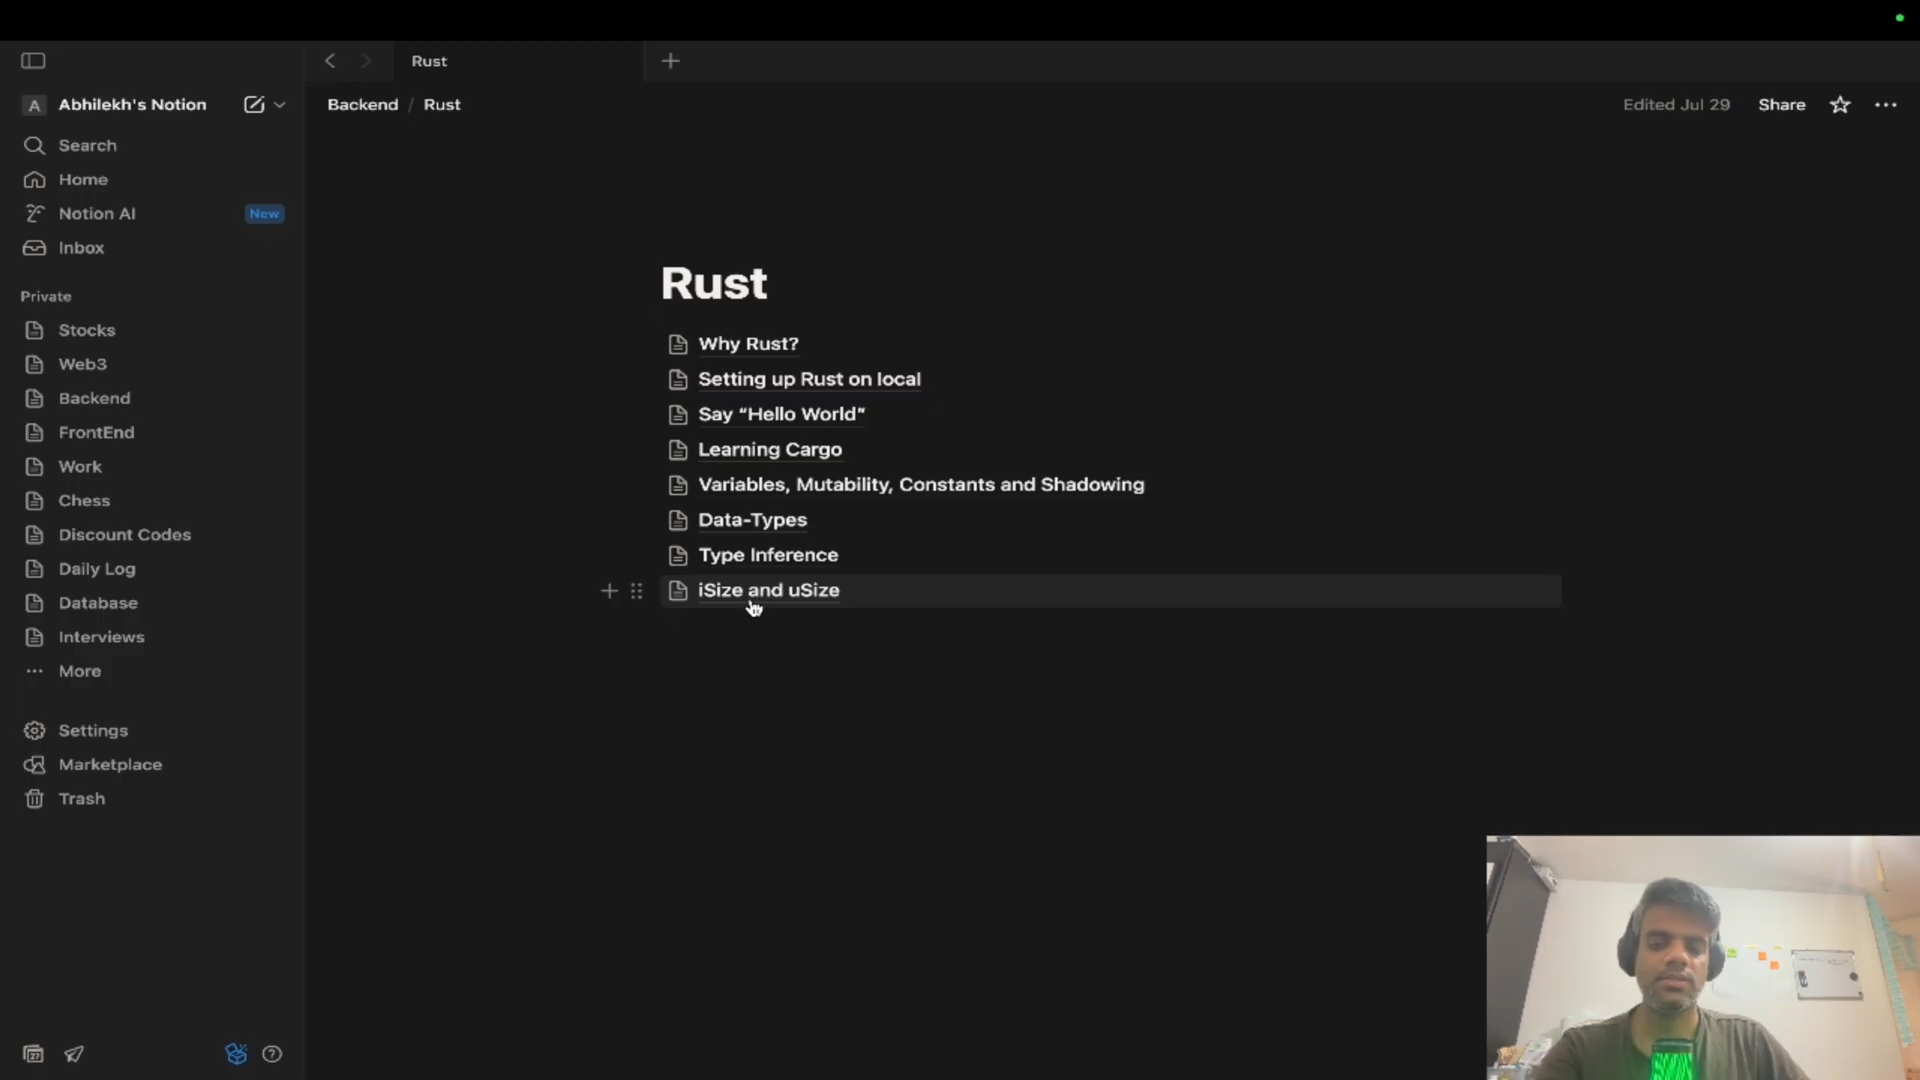 Rust
A Abhilekh's Notion
Backend / Rust
Edited Jul 29 Share
Search
Home
Notion AI New
Inbox
Private
Stocks
Web3
Backend
FrontEnd
Work
Chess
Discount Codes
Daily Log
Database
Interviews
More
Settings
Marketplace
Trash
Rust
Why Rust?
Setting up Rust on local
Say “Hello World”
Learning Cargo
Variables, Mutability, Constants and Shadowing
Data-Types
Type Inference
iSize and uSize
27